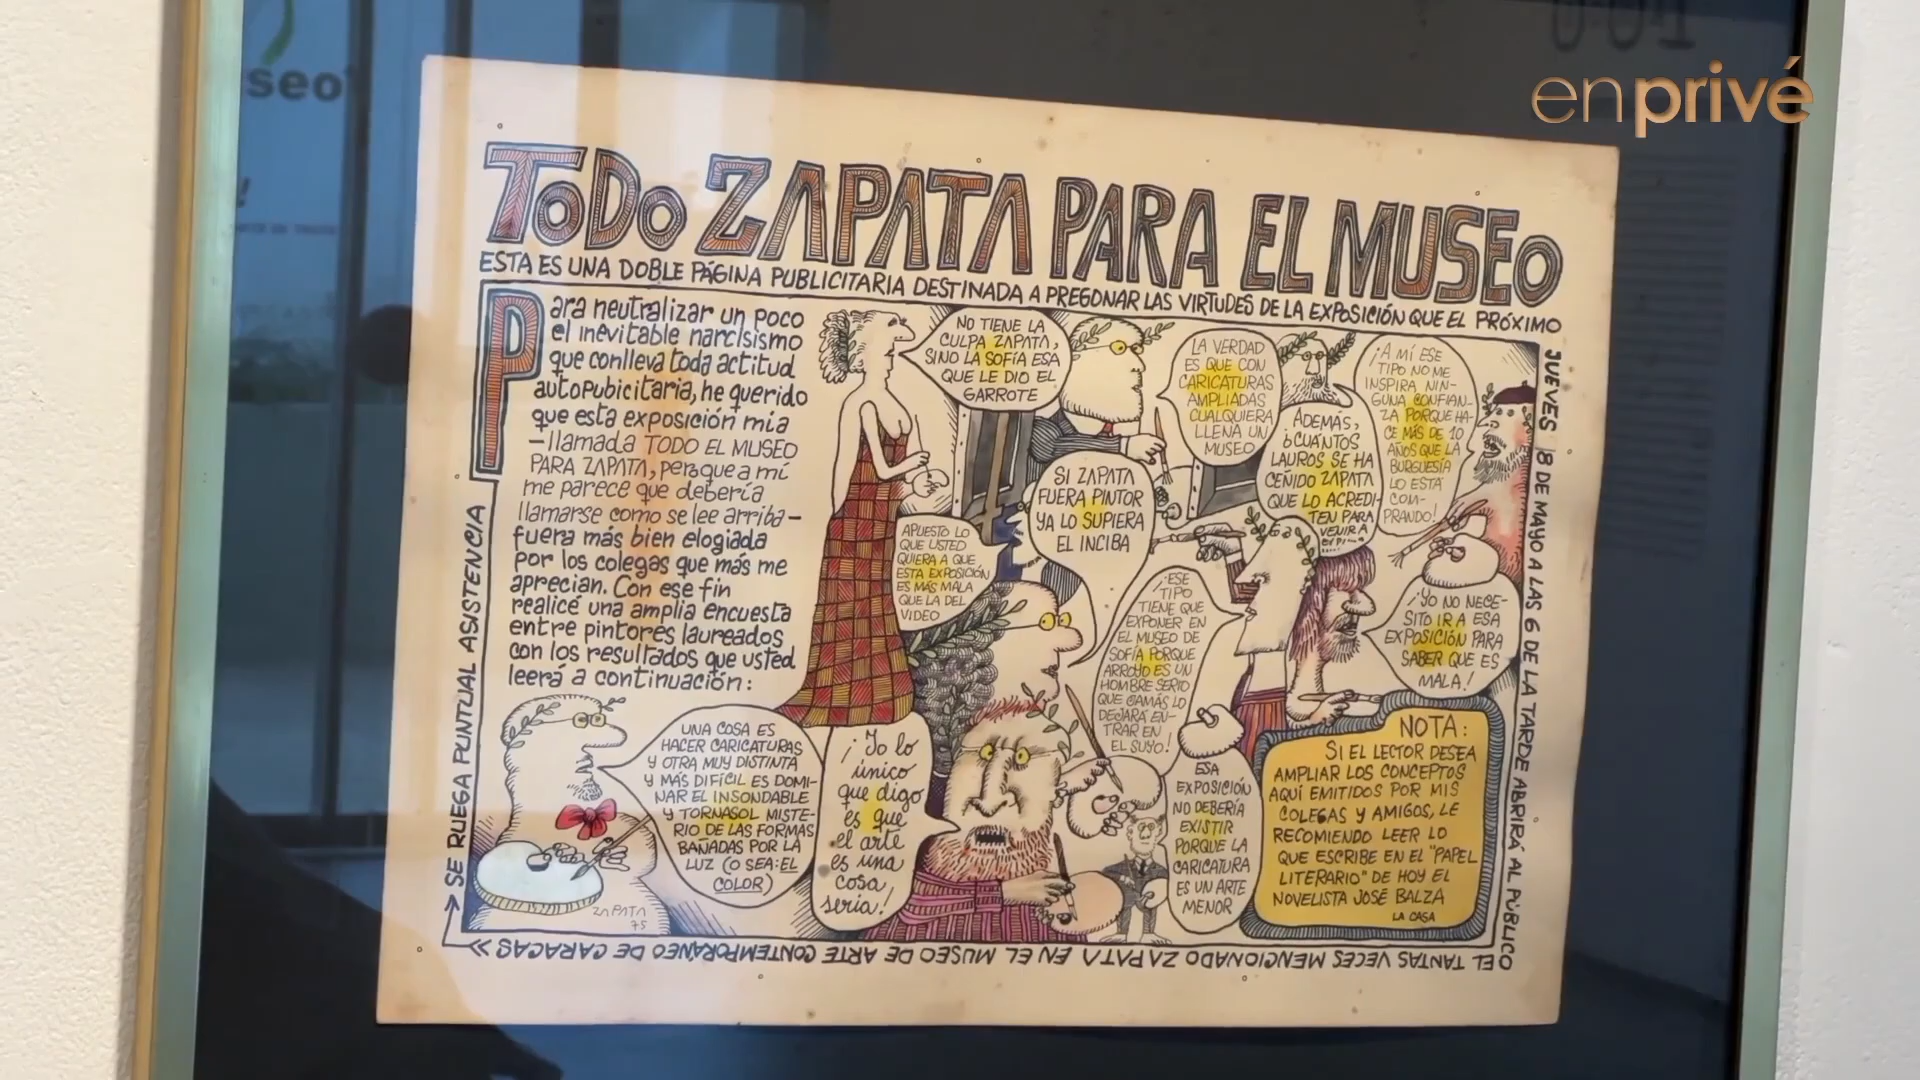 enprivé
seo
TODO ZAPATA PARA EL MUSEO
ESTA ES UNA DOBLE PÁGINA PUBLICITARIA DESTINADA A PREGONAR LAS VIRTUDES DE LA EXPOSICIÓN QUE EL PRÓXIMO
JUEVES 8 DE MAYO A LAS 6 DE LA TARDE ABRIRÁ AL PÚBLICO
EL TANTAS VECES MENCIONADO ZAPATA EN EL MUSEO DE ARTE CONTEMPORÁNEO DE CARACAS
SE RUEGA PUNTUAL ASISTENCIA
Para neutralizar un poco
el inevitable narcisismo
que conlleva toda actitud
autopubicitaria, he querido
que esta exposición mía
—llamada TODO EL MUSEO
PARA ZAPATA, pero que a mí
me parece que debería
llamarse como se lee arriba—
fuera más bien elogiada
por los colegas que más me
aprecian. Con ese fin
realicé una amplia encuesta
entre pintores laureados
con los resultados que usted
leerá a continuación:
NO TIENE LA
CULPA ZAPATA,
SINO LA SOFÍA ESA
QUE LE DIO EL
GARROTE
LA VERDAD
ES QUE CON
CARICATURAS
AMPLIADAS
CUALQUIERA
LLENA UN
MUSEO
ADEMÁS,
¿CUÁNTOS
LAUROS SE HA
CEÑIDO ZAPATA
QUE LO ACREDI-
TEN PARA
VENIR A
¡A MÍ ESE
TIPO NO ME
INSPIRA NIN-
GUNA CONFIAN-
ZA PORQUE HA-
CE MÁS DE 10
AÑOS QUE LA
BURGUESÍA
LO ESTÁ
COM-
PRANDO!
SI ZAPATA
FUERA PINTOR
YA LO SUPIERA
EL INCIBA
APUESTO LO
QUE USTED
QUIERA A QUE
ESTA EXPOSICIÓN
ES MÁS MALA
QUE LA DEL
VIDEO
¡ESE
TIPO
TIENE QUE
EXPONER EN
EL MUSEO DE
SOFÍA PORQUE
ARROYO ES UN
HOMBRE SERIO
QUE JAMÁS LO
DEJARÁ EN-
TRAR EN
EL SUYO!
¡YO NO NECE-
SITO IR A ESA
EXPOSICIÓN PARA
SABER QUE ES
MALA!
UNA COSA ES
HACER CARICATURAS
Y OTRA MUY DISTINTA
Y MÁS DIFÍCIL ES DOMI-
NAR EL INSONDABLE
Y TORNASOL MISTE-
RIO DE LAS FORMAS
BAÑADAS POR LA
LUZ (O SEA: EL
COLOR)
¡Yo lo
único
que digo
es que
el arte
es una
cosa
seria!
ESA
EXPOSICIÓN
NO DEBERÍA
EXISTIR
PORQUE LA
CARICATURA
ES UN ARTE
MENOR
NOTA:
SI EL LECTOR DESEA
AMPLIAR LOS CONCEPTOS
AQUÍ EMITIDOS POR MIS
COLEGAS Y AMIGOS, LE
RECOMIENDO LEER LO
QUE ESCRIBE EN EL "PAPEL
LITERARIO" DE HOY EL
NOVELISTA JOSÉ BALZA
LA CASA
ZAPATA
75